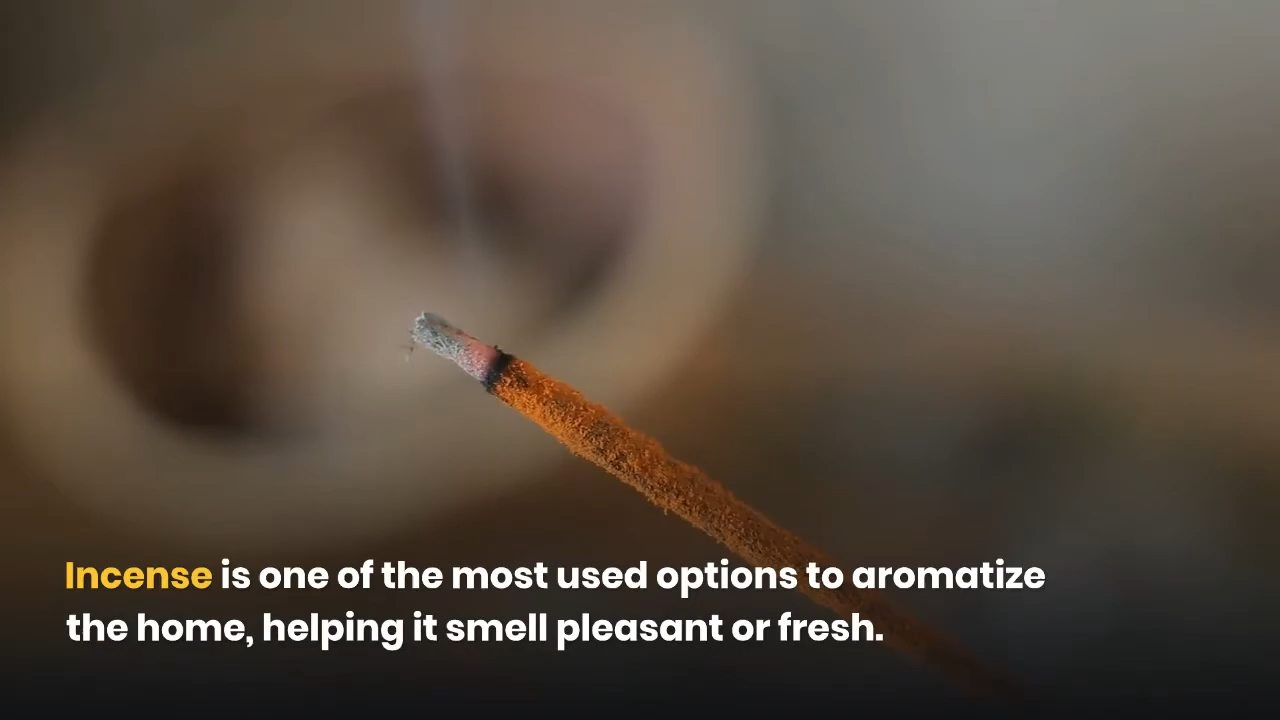 Incense is one of the most used options to aromatize
the home, helping it smell pleasant or fresh.